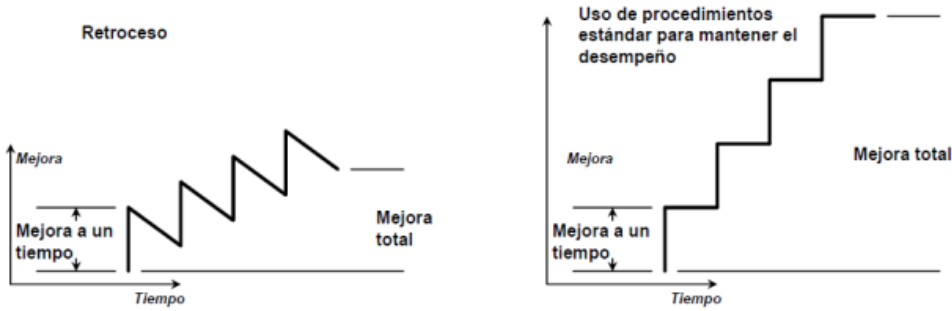 Retroceso
Mejora
Mejora a un
tiempo
Mejora
total
Tiempo
Uso de procedimientos
estándar para mantener el
desempeño
Mejora
Mejora total
Mejora a un
tiempo
Tiempo